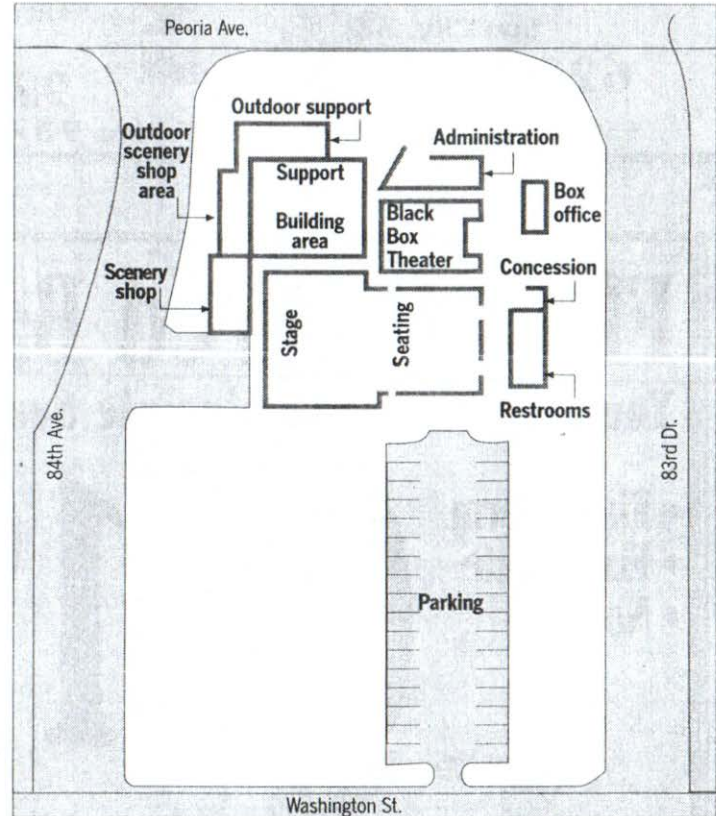 Peoria Ave.
Outdoor support
Outdoor
scenery
shop
area
Administration
Support
Building
area
Black
Box
Theater
Box
office
Scenery
shop
Concession
Stage
Seating
Restrooms
84th Ave.
83rd Dr.
Parking
Washington St.